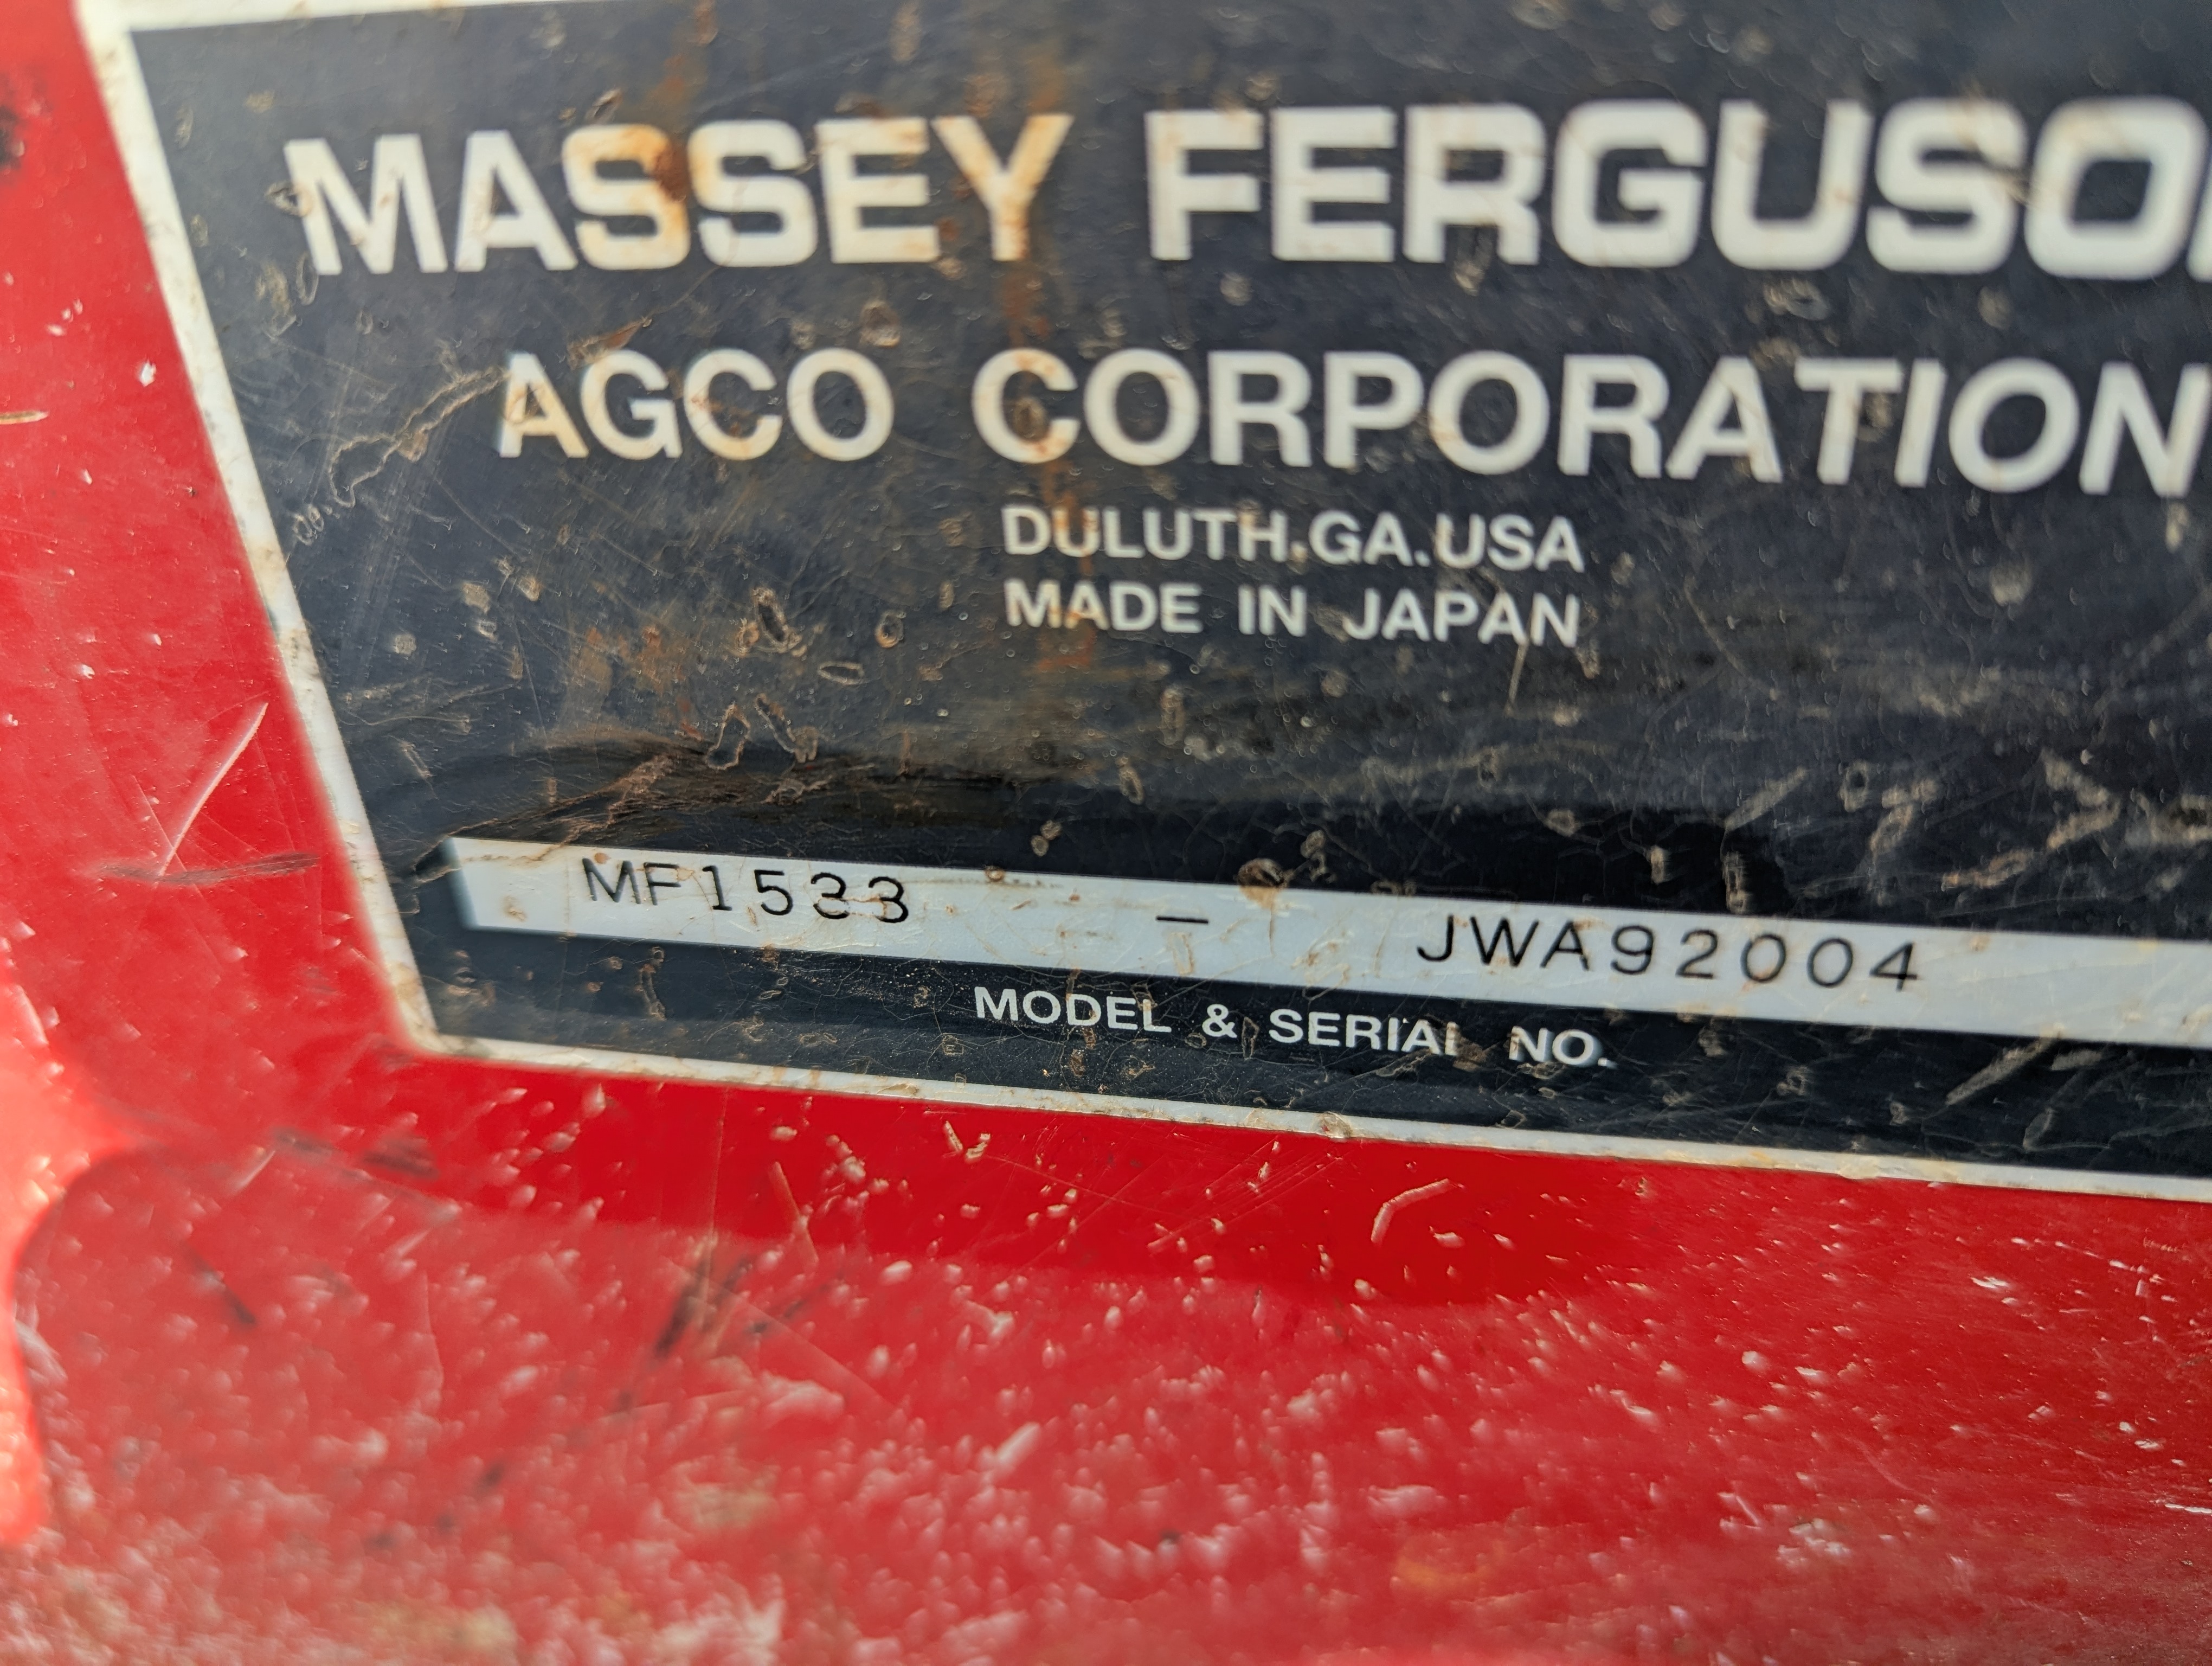 MASSEY FERGUSO
AGCO CORPORATION
DULUTH.GA.USA
MADE IN JAPAN
MF1533 - JWA92004
MODEL & SERIAL NO.